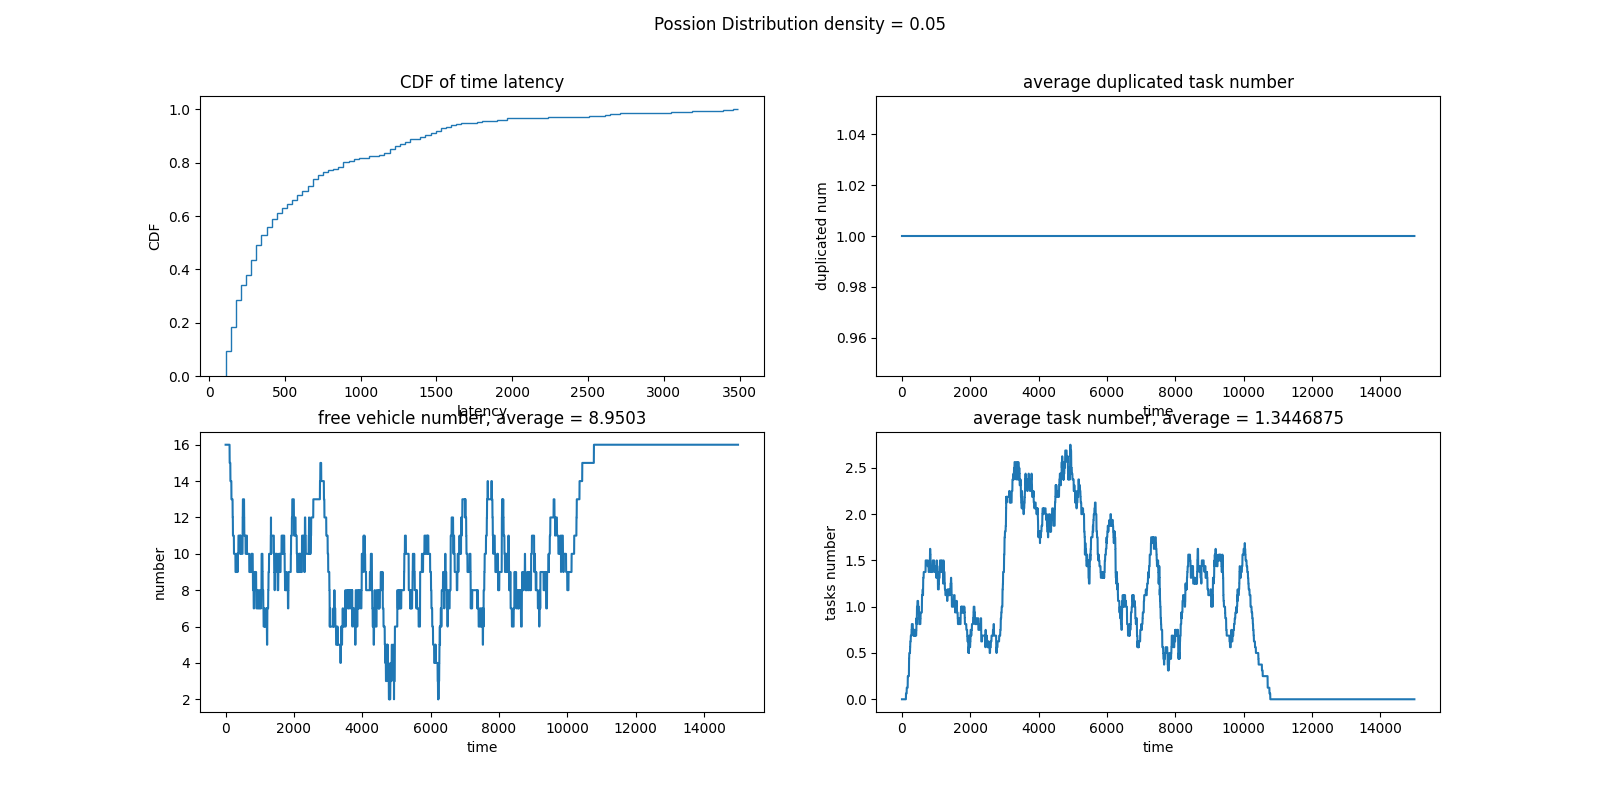 Possion Distribution density = 0.05
CDF of time latency
CDF
1.0
0.8
0.6
0.4
0.2
0.0
0 500 1000 1500 2000 2500 3000 3500
latency
average duplicated task number
duplicated num
1.04
1.02
1.00
0.98
0.96
0 2000 4000 6000 8000 10000 12000 14000
time
free vehicle number, average = 8.9503
number
16
14
12
10
8
6
4
2
0 2000 4000 6000 8000 10000 12000 14000
time
average task number, average = 1.3446875
tasks number
2.5
2.0
1.5
1.0
0.5
0.0
0 2000 4000 6000 8000 10000 12000 14000
time